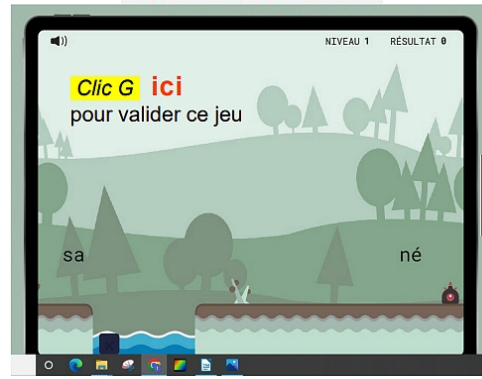 NIVEAU 1 RÉSULTAT 0
Clic G ici
pour valider ce jeu
sa né